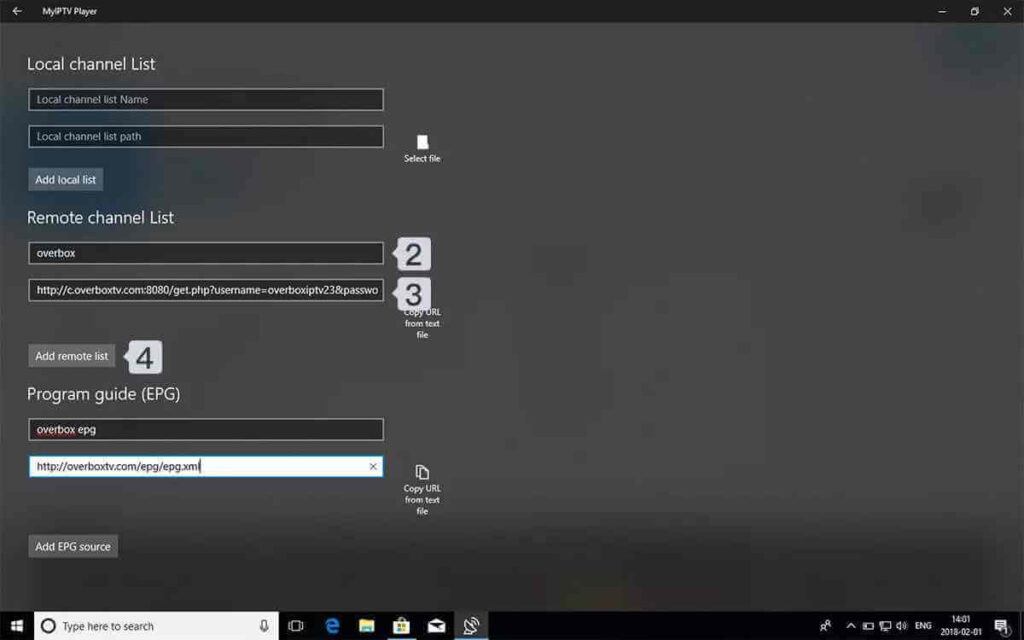 MyIPTV Player
Local channel List
Local channel list Name
Local channel list path
Select file
Add local list
Remote channel List
overbox
2
http://c.overboxtv.com:8080/get.php?username=overboxiptv23&passwo
3
Copy URL
from text
file
Add remote list
4
Program guide (EPG)
overbox epg
http://overboxtv.com/epg/epg.xml
Copy URL
from text
file
Add EPG source
Type here to search
ENG
14:01
2018-02-01
1